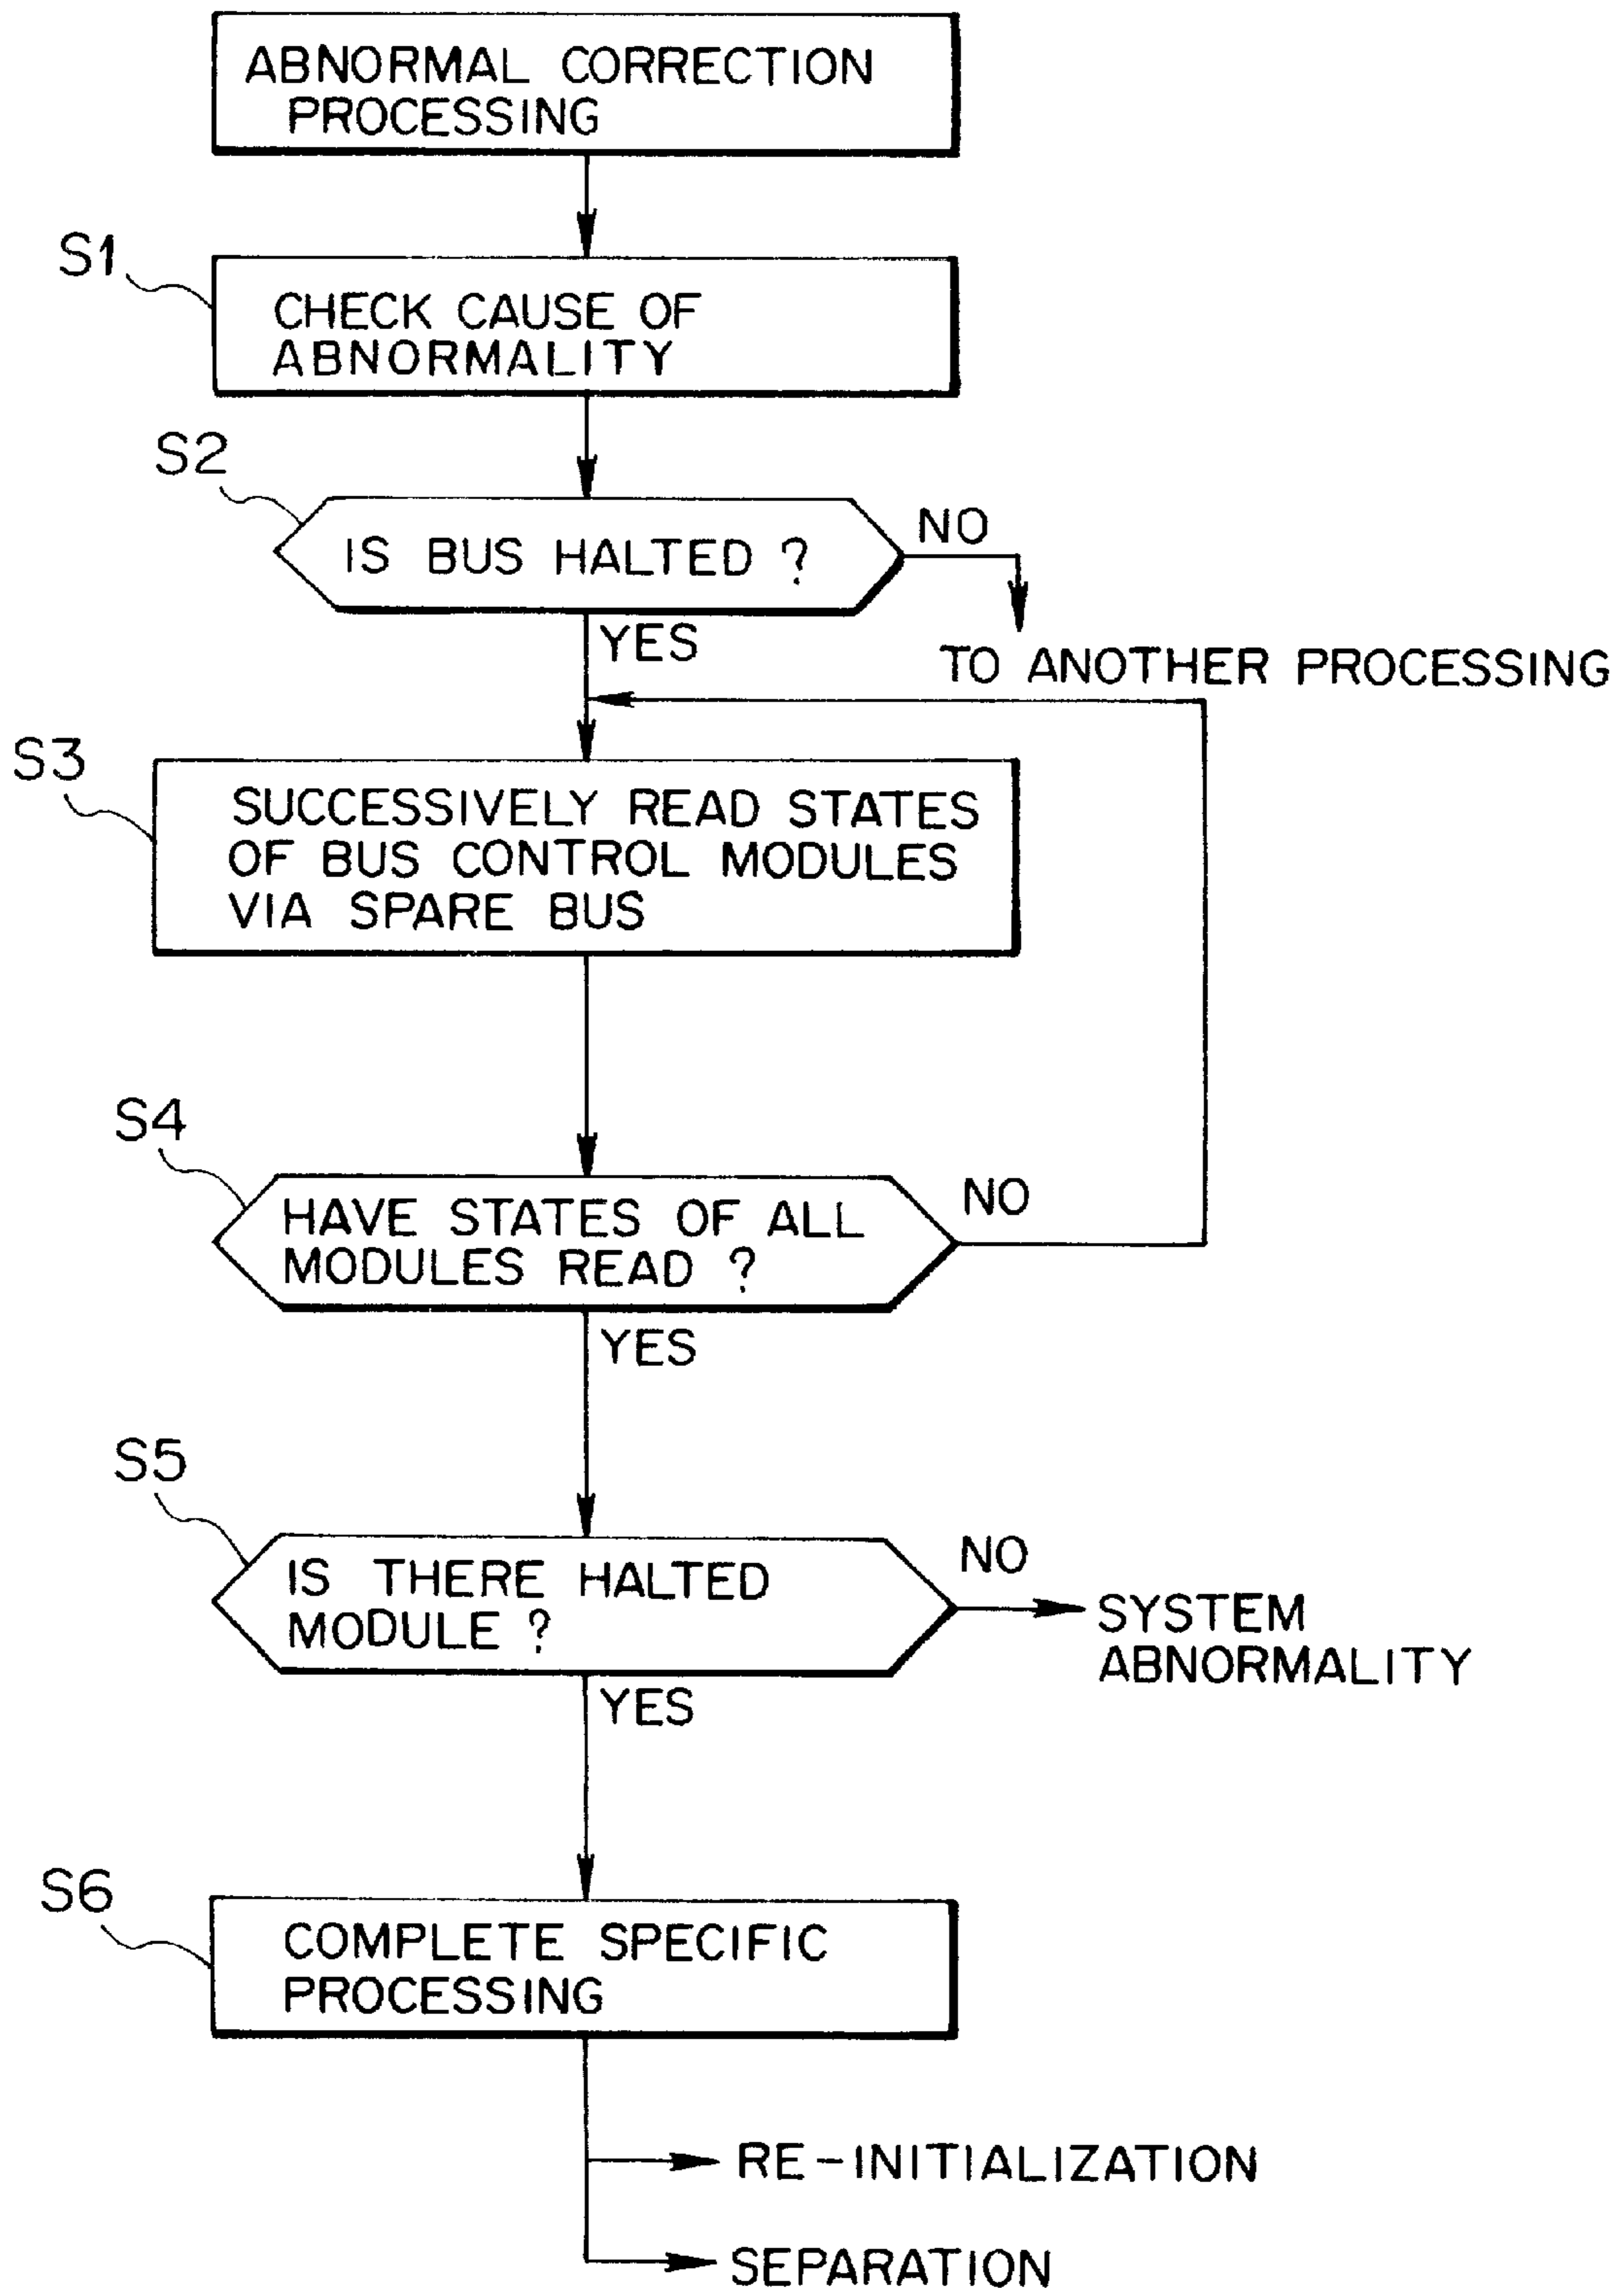 ABNORMAL CORRECTION
PROCESSING
S1
CHECK CAUSE OF
ABNORMALITY
S2
IS BUS HALTED ?
NO
YES
TO ANOTHER PROCESSING
S3
SUCCESSIVELY READ STATES
OF BUS CONTROL MODULES
VIA SPARE BUS
S4
HAVE STATES OF ALL
MODULES READ ?
NO
YES
S5
IS THERE HALTED
MODULE ?
NO
SYSTEM
ABNORMALITY
YES
S6
COMPLETE SPECIFIC
PROCESSING
RE-INITIALIZATION
SEPARATION